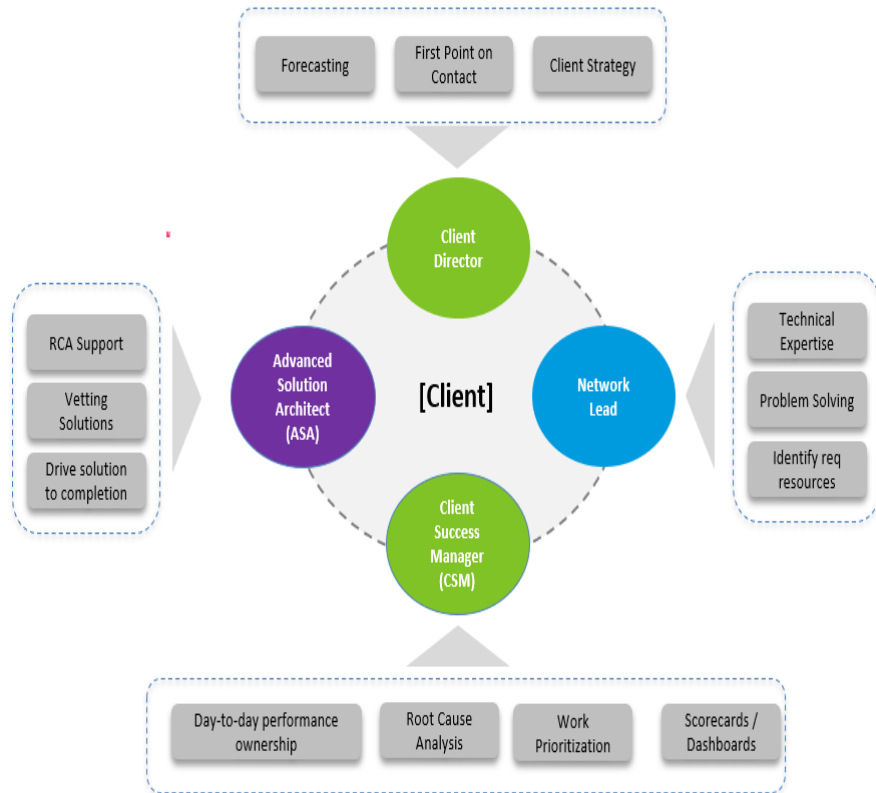 Forecasting
First Point on
Contact
Client Strategy
Client
Director
RCA Support
Vetting
Solutions
Drive solution
to completion
Advanced
Solution
Architect
(ASA)
[Client]
Network
Lead
Technical
Expertise
Problem Solving
Identify req
resources
Client
Success
Manager
(CSM)
Day-to-day performance
ownership
Root Cause
Analysis
Work
Prioritization
Scorecards /
Dashboards